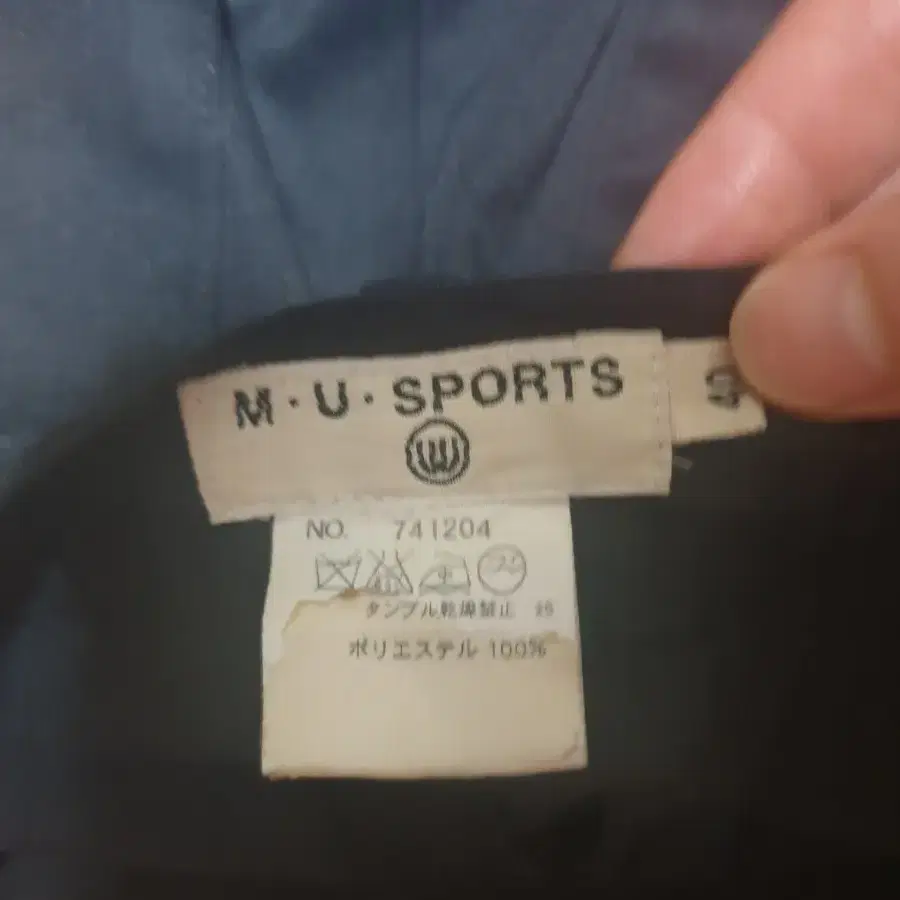 M・U・SPORTS
NO. 741204
タンブル乾燥禁止
ポリエステル 100%